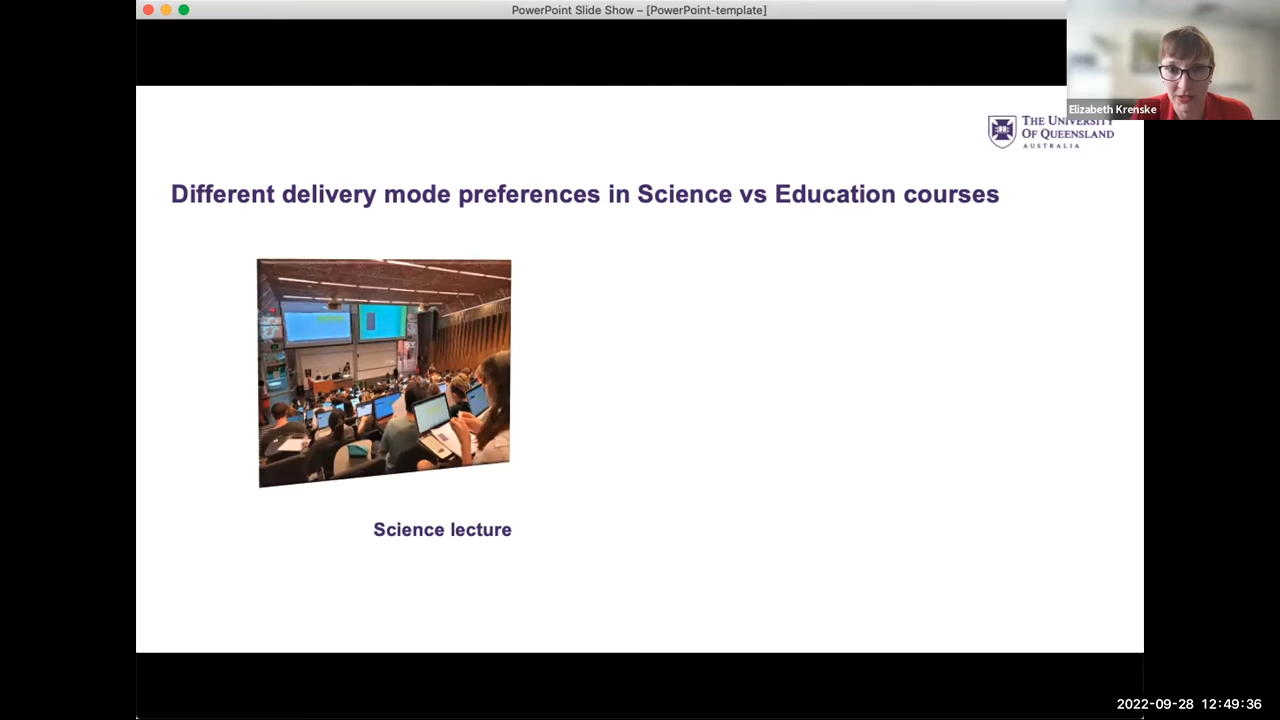 PowerPoint Slide Show – [PowerPoint-template]
Elizabeth Krenske
THE UNIVERSITY
OF QUEENSLAND
AUSTRALIA
Different delivery mode preferences in Science vs Education courses
Science lecture
2022-09-28 12:49:36